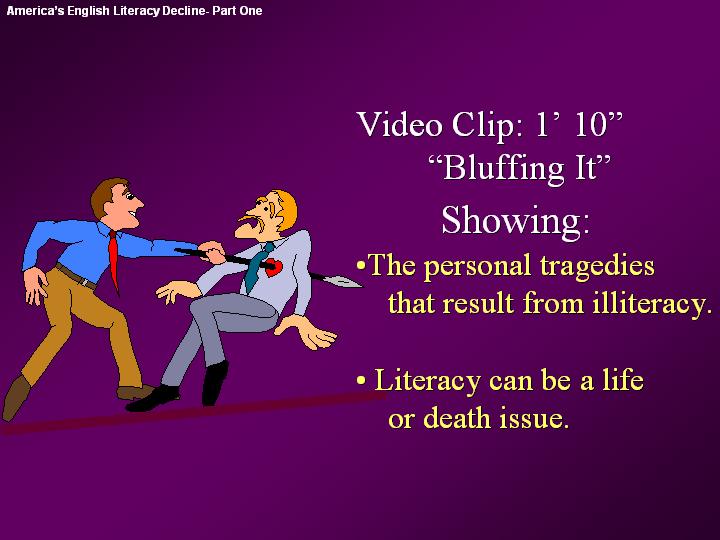 America's English Literacy Decline- Part One
Video Clip: 1’ 10”
“Bluffing It”
Showing:
•The personal tragedies
that result from illiteracy.
• Literacy can be a life
or death issue.